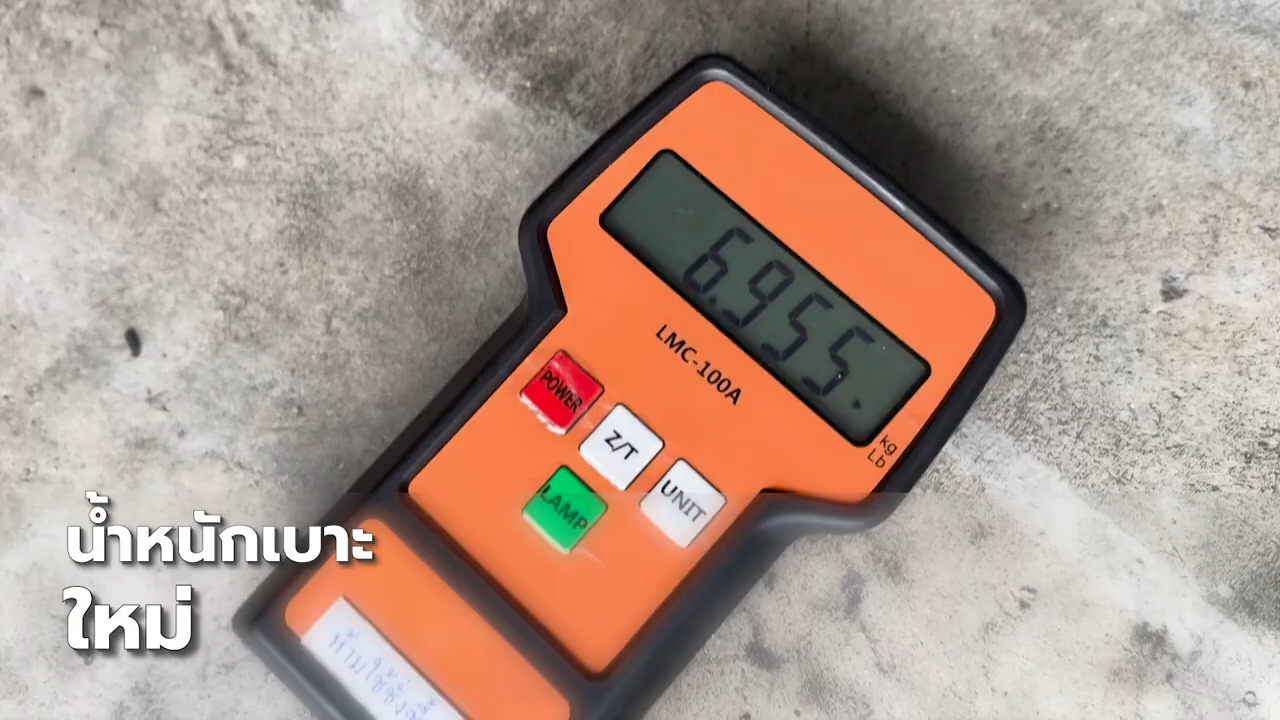 6.955
kg
Lb
LMC-100A
POWER
Z/T
UNIT
LAMP
น้ำหนักเบาะ
ใหม่